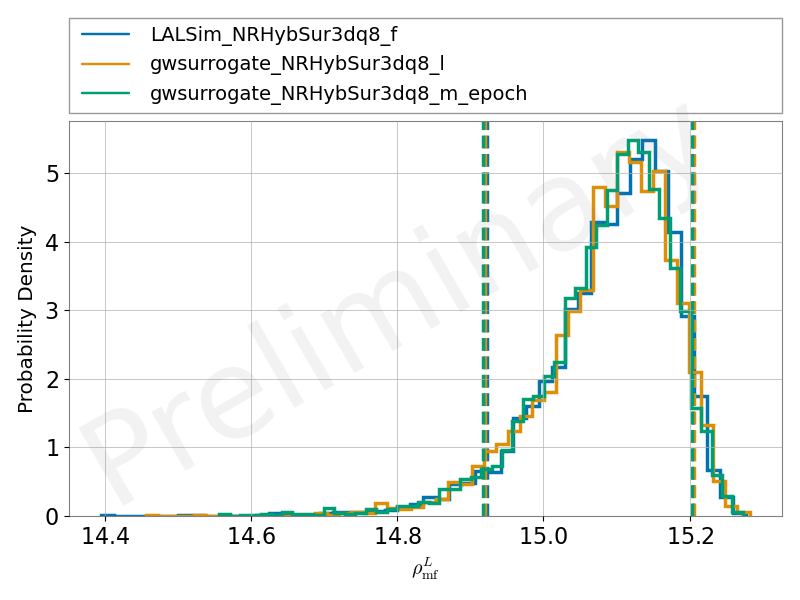 LALSim_NRHybSur3dq8_f
gwsurrogate_NRHybSur3dq8_l
gwsurrogate_NRHybSur3dq8_m_epoch
Preliminary
Probability Density
5
4
3
2
1
0
14.4 14.6 14.8 15.0 15.2
ρ^L_mf